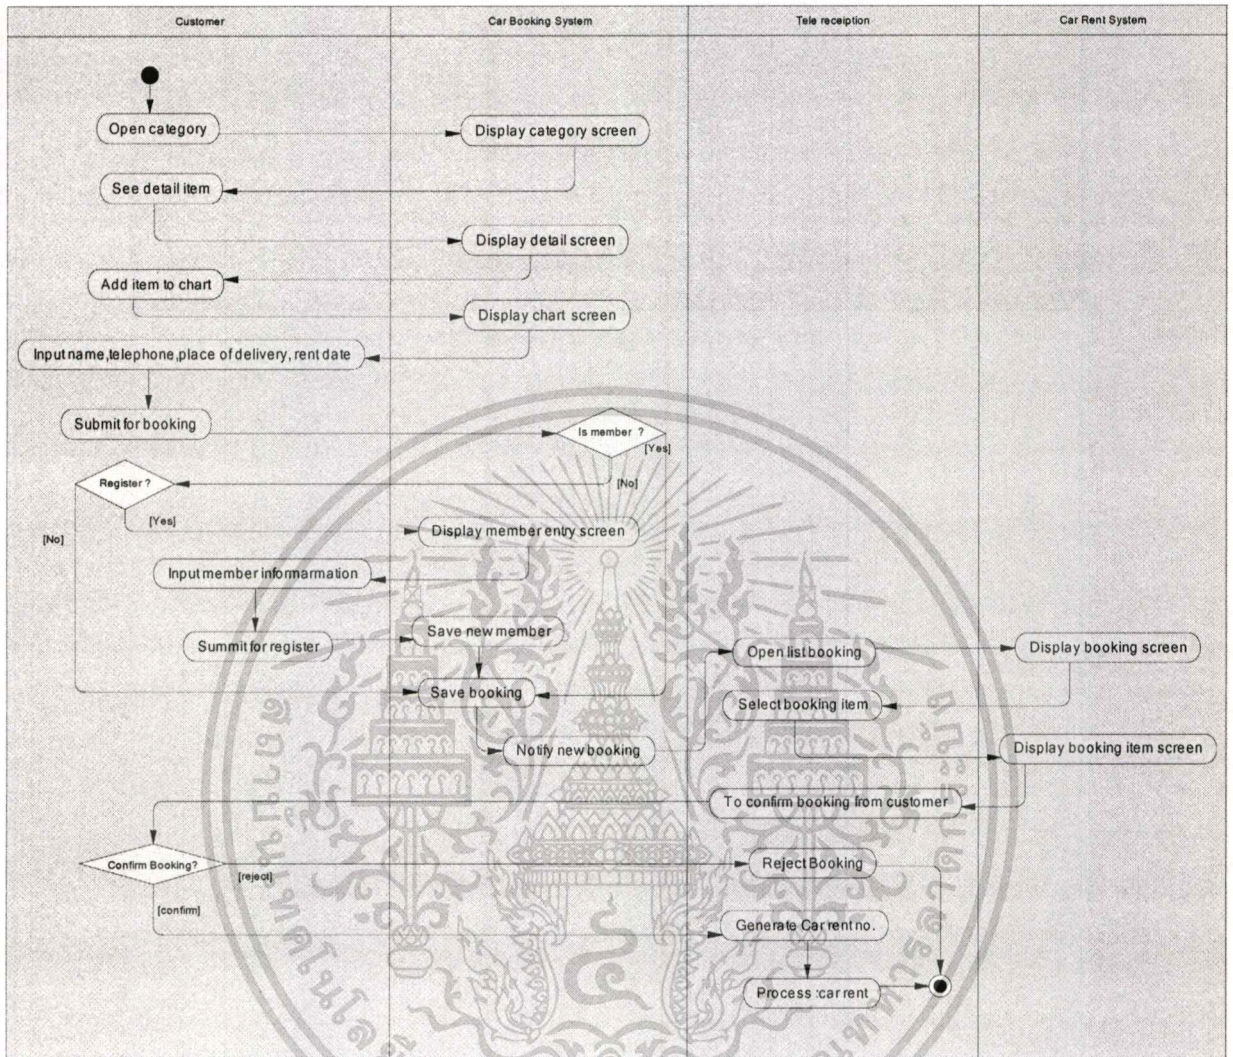 Customer
Car Booking System
Tele receiption
Car Rent System
Open category
Display category screen
See detail item
Display detail screen
Add item to chart
Display chart screen
Input name,telephone,place of delivery, rent date
Submit for booking
Is member ?
[Yes]
[No]
Register ?
[Yes]
[No]
Display member entry screen
Input member informarmation
Summit for register
Save new member
Open list booking
Display booking screen
Save booking
Select booking item
Notify new booking
Display booking item screen
To confirm booking from customer
Confirm Booking?
[reject]
Reject Booking
[confirm]
Generate Car rent no.
Process :car rent